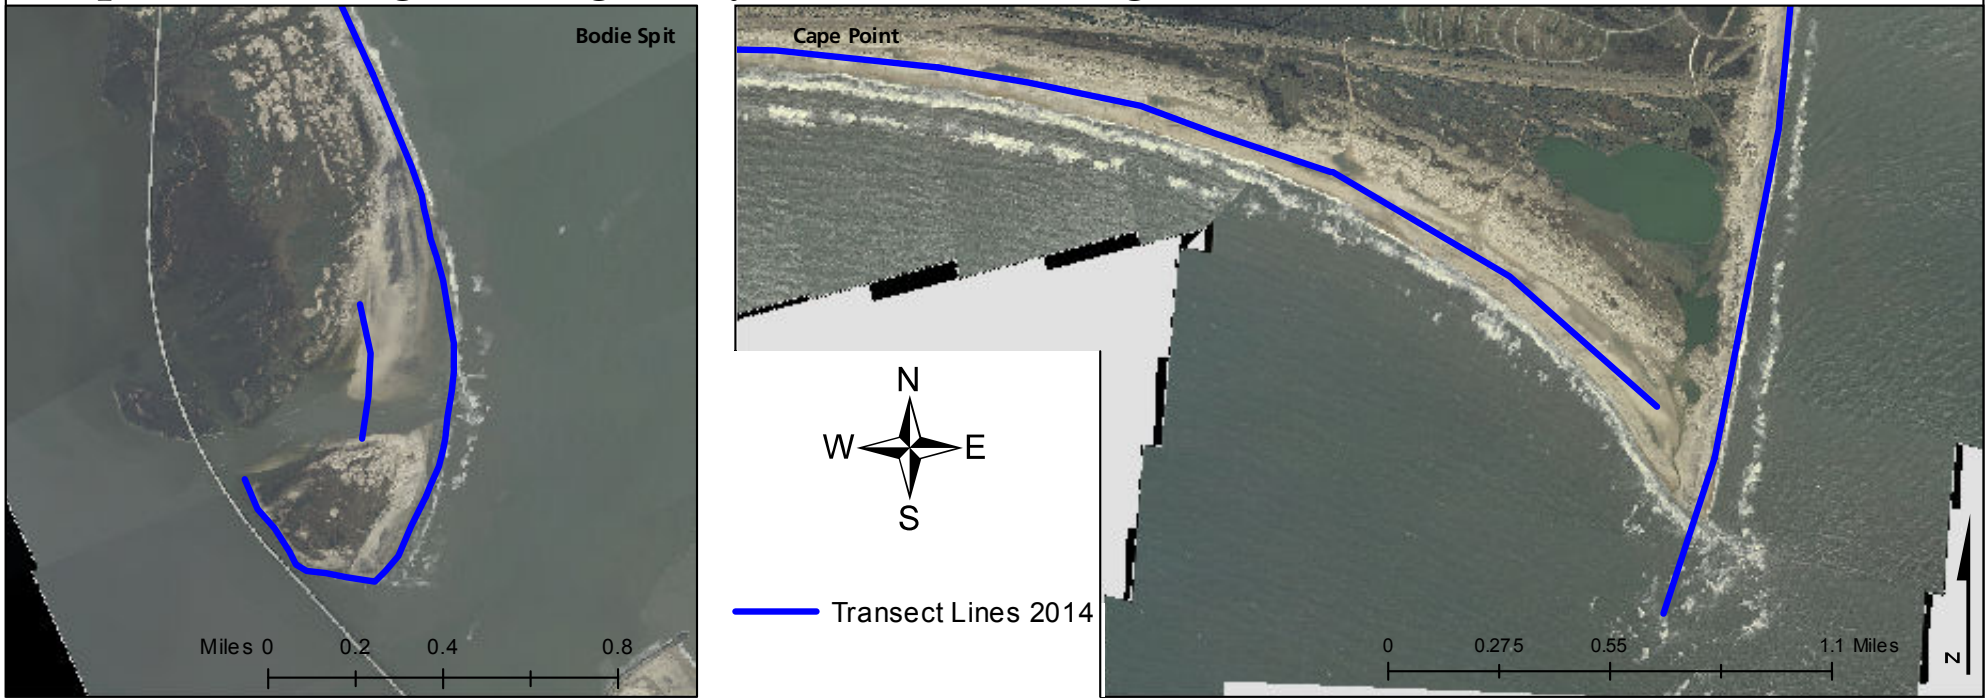 Bodie Spit
Cape Point
N
W E
S
Transect Lines 2014
Miles 0 0.2 0.4 0.8
0 0.275 0.55 1.1 Miles
N